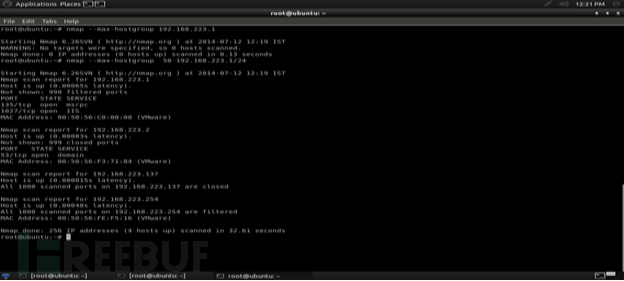 Applications Places
12:21 PM
root@ubuntu: ~
File Edit Tabs Help
root@ubuntu:~# nmap --max-hostgroup 192.168.223.1
Starting Nmap 6.26SVN ( http://nmap.org ) at 2014-07-12 12:19 IST
WARNING: No targets were specified, so 0 hosts scanned.
Nmap done: 0 IP addresses (0 hosts up) scanned in 0.13 seconds
root@ubuntu:~# nmap --max-hostgroup 50 192.168.223.1/24
Starting Nmap 6.26SVN ( http://nmap.org ) at 2014-07-12 12:19 IST
Nmap scan report for 192.168.223.1
Host is up (0.00065s latency).
Not shown: 998 filtered ports
PORT STATE SERVICE
135/tcp open msrpc
1027/tcp open IIS
MAC Address: 00:50:56:C0:00:08 (VMware)
Nmap scan report for 192.168.223.2
Host is up (0.00083s latency).
Not shown: 999 closed ports
PORT STATE SERVICE
53/tcp open domain
MAC Address: 00:50:56:F3:71:84 (VMware)
Nmap scan report for 192.168.223.137
Host is up (0.000015s latency).
All 1000 scanned ports on 192.168.223.137 are closed
Nmap scan report for 192.168.223.254
Host is up (0.00040s latency).
All 1000 scanned ports on 192.168.223.254 are filtered
MAC Address: 00:50:56:FE:F5:16 (VMware)
Nmap done: 256 IP addresses (4 hosts up) scanned in 32.61 seconds
root@ubuntu:~#
FREEBUF
[root@ubuntu: ~] [root@ubuntu: ~] root@ubuntu: ~